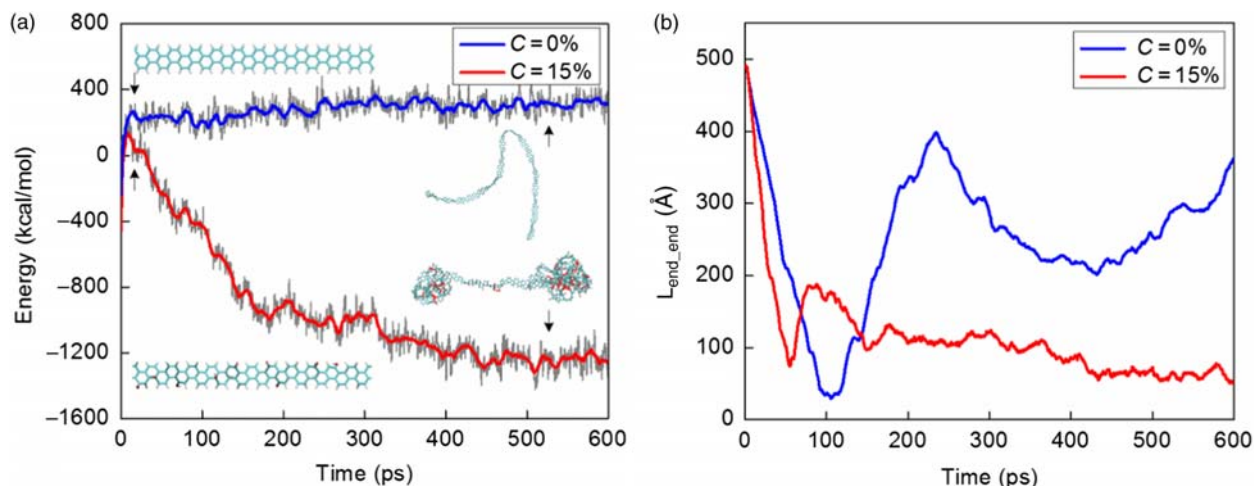 (a)
800
400
0
−400
−800
−1200
−1600
Energy (kcal/mol)
C = 0%
C = 15%
0 100 200 300 400 500 600
Time (ps)
(b)
500
400
300
200
100
0
L_end_end (Å)
C = 0%
C = 15%
0 100 200 300 400 500 600
Time (ps)